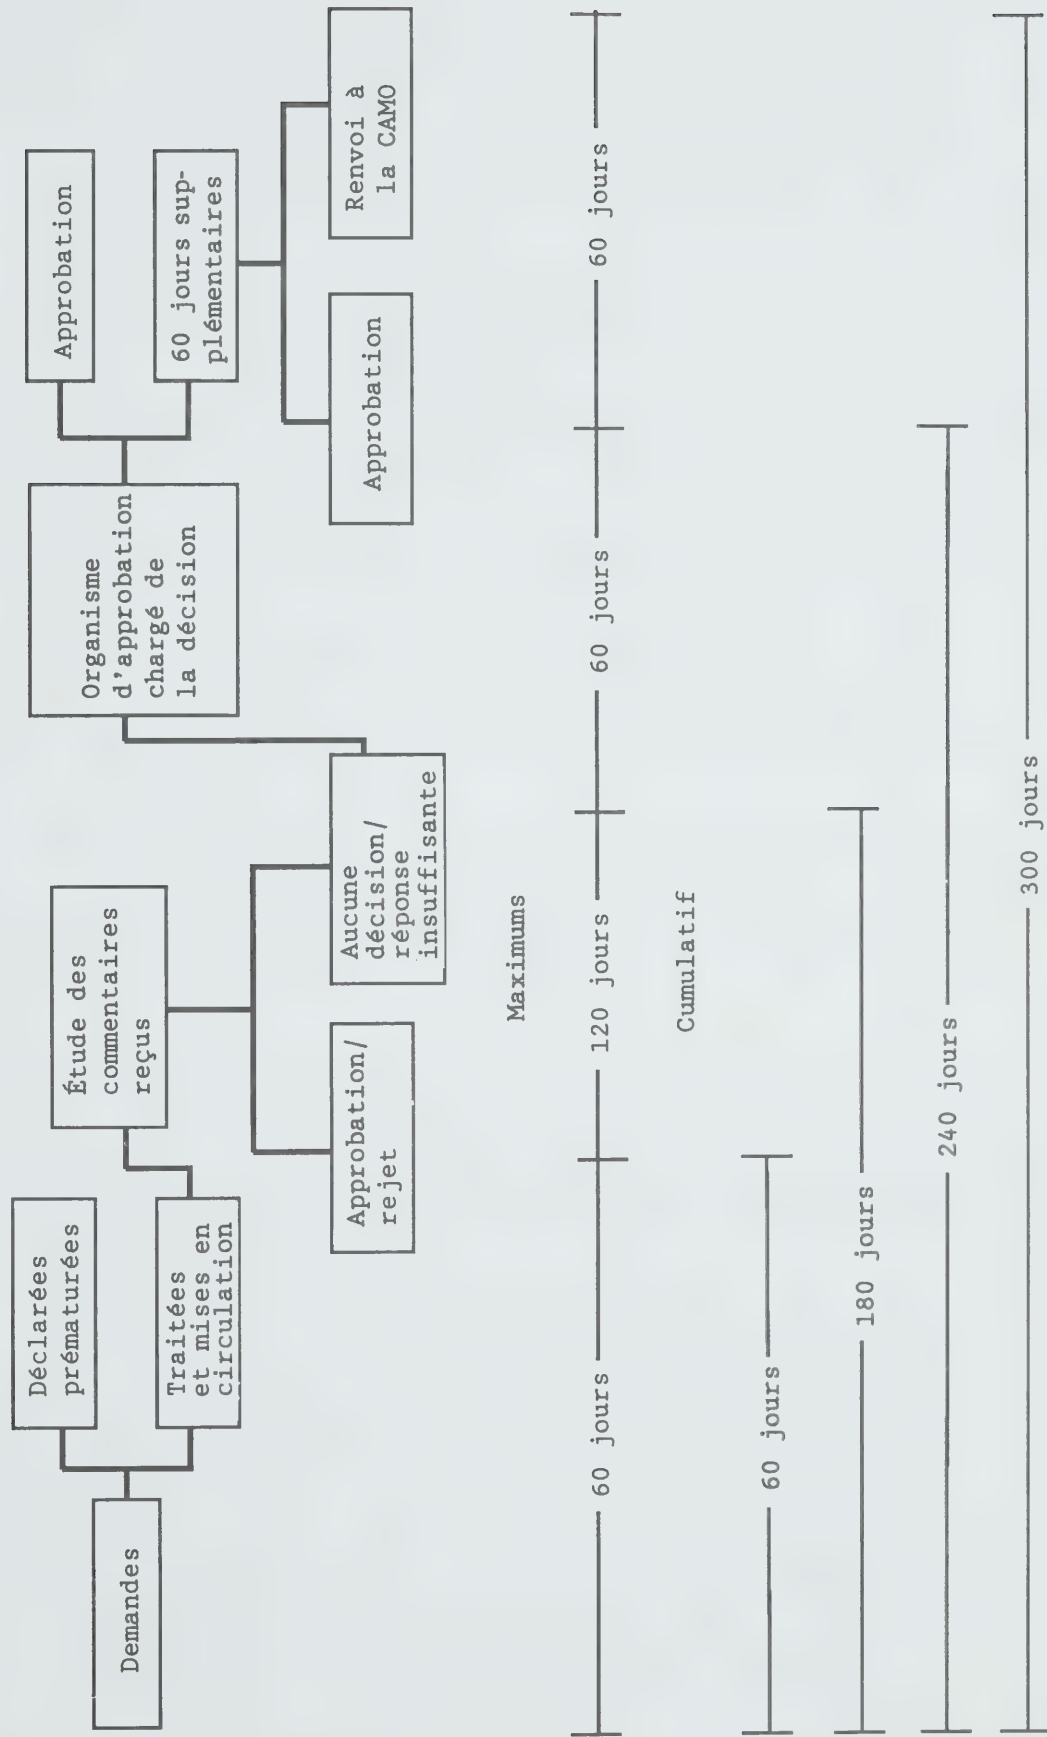 Demandes
Déclarées
prématurées
Traitées
et mises en
circulation
Étude des
commentaires
reçus
Approbation/
rejet
Aucune
décision/
réponse
insuffisante
Organisme
d'approbation
chargé de
la décision
Approbation
60 jours sup-
plémentaires
Approbation
Renvoi à
la CAMO
Maximums
60 jours
120 jours
60 jours
60 jours
Cumulatif
60 jours
180 jours
240 jours
300 jours